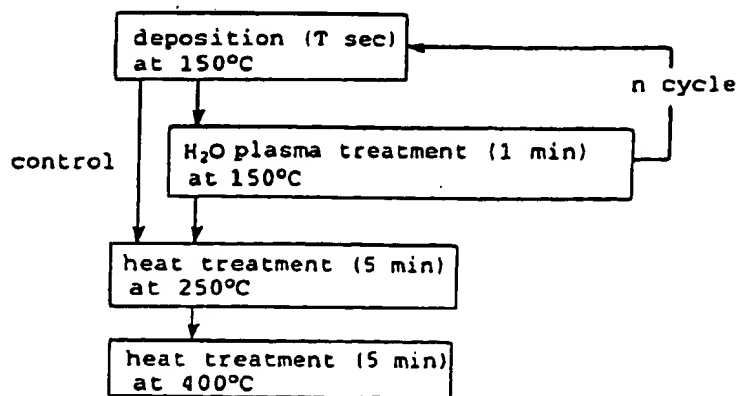 deposition (T sec)
at 150°C
n cycle
control
H₂O plasma treatment (1 min)
at 150°C
heat treatment (5 min)
at 250°C
heat treatment (5 min)
at 400°C